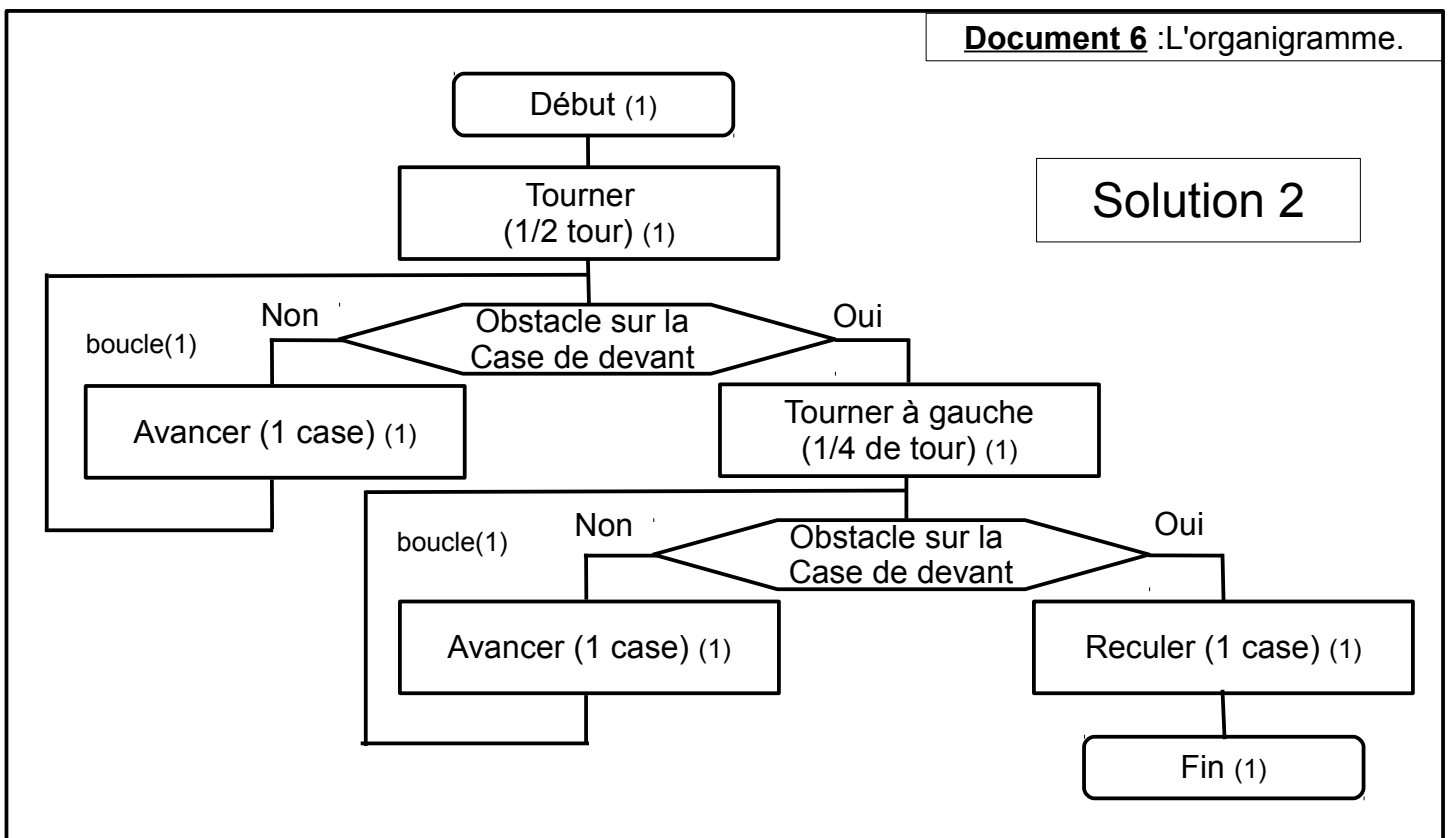 Document 6 :L'organigramme.
Début (1)
Tourner
(1/2 tour) (1)
Solution 2
Non
Obstacle sur la
Case de devant
Oui
boucle(1)
Avancer (1 case) (1)
Tourner à gauche
(1/4 de tour) (1)
Non
Obstacle sur la
Case de devant
Oui
boucle(1)
Avancer (1 case) (1)
Reculer (1 case) (1)
Fin (1)